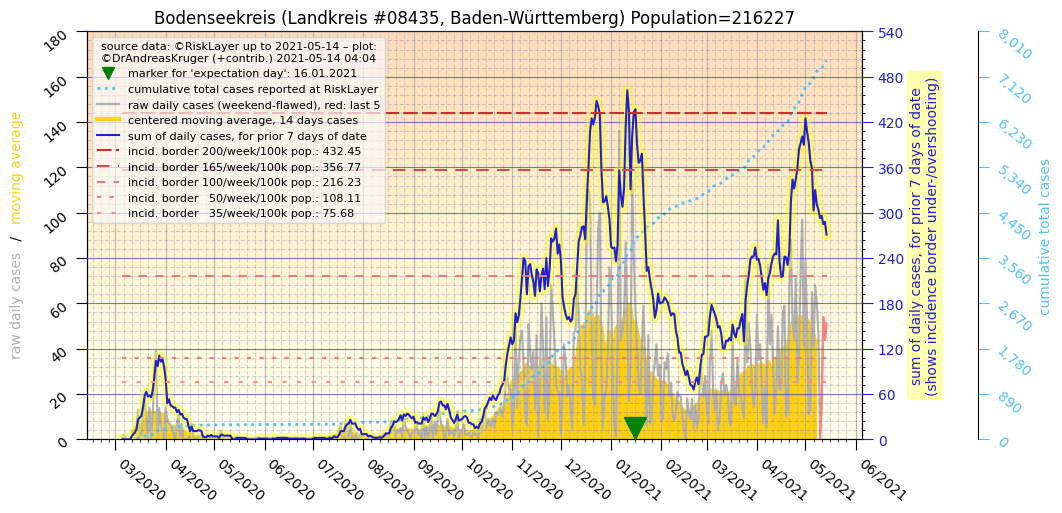 Bodenseekreis (Landkreis #08435, Baden-Württemberg) Population=216227
source data: ©RiskLayer up to 2021-05-14 – plot:
©DrAndreasKruger (+contrib.) 2021-05-14 04:04
marker for 'expectation day': 16.01.2021
cumulative total cases reported at RiskLayer
raw daily cases (weekend-flawed), red: last 5
centered moving average, 14 days cases
sum of daily cases, for prior 7 days of date
incid. border 200/week/100k pop.: 432.45
incid. border 165/week/100k pop.: 356.77
incid. border 100/week/100k pop.: 216.23
incid. border 50/week/100k pop.: 108.11
incid. border 35/week/100k pop.: 75.68
raw daily cases / moving average
180
160
140
120
100
80
60
40
20
0
03/2020
04/2020
05/2020
06/2020
07/2020
08/2020
09/2020
10/2020
11/2020
12/2020
01/2021
02/2021
03/2021
04/2021
05/2021
06/2021
540
480
420
360
300
240
180
120
60
0
sum of daily cases, for prior 7 days of date
(shows incidence border under-/overshooting)
8,010
7,120
6,230
5,340
4,450
3,560
2,670
1,780
890
0
cumulative total cases